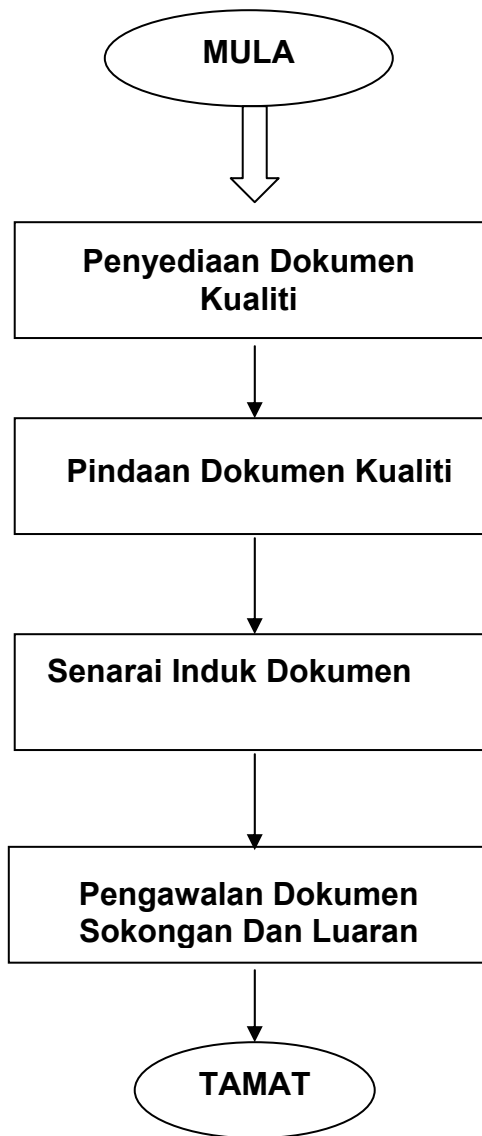 MULA
Penyediaan Dokumen
Kualiti
Pindaan Dokumen Kualiti
Senarai Induk Dokumen
Pengawalan Dokumen
Sokongan Dan Luaran
TAMAT